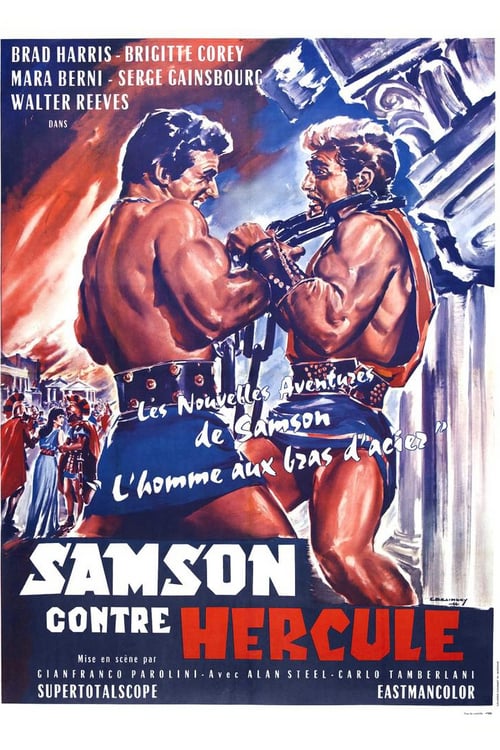 BRAD HARRIS - BRIGITTE COREY
MARA BERNI - SERGE GAINSBOURG
WALTER REEVES
DANS
Les Nouvelles Aventures
de Samson
"L'homme aux bras d'acier"
SAMSON
CONTRE HERCULE
Mise en scène par
GIANFRANCO PAROLINI - Avec ALAN STEEL - CARLO TAMBERLANI
SUPERTOTALSCOPE EASTMANCOLOR